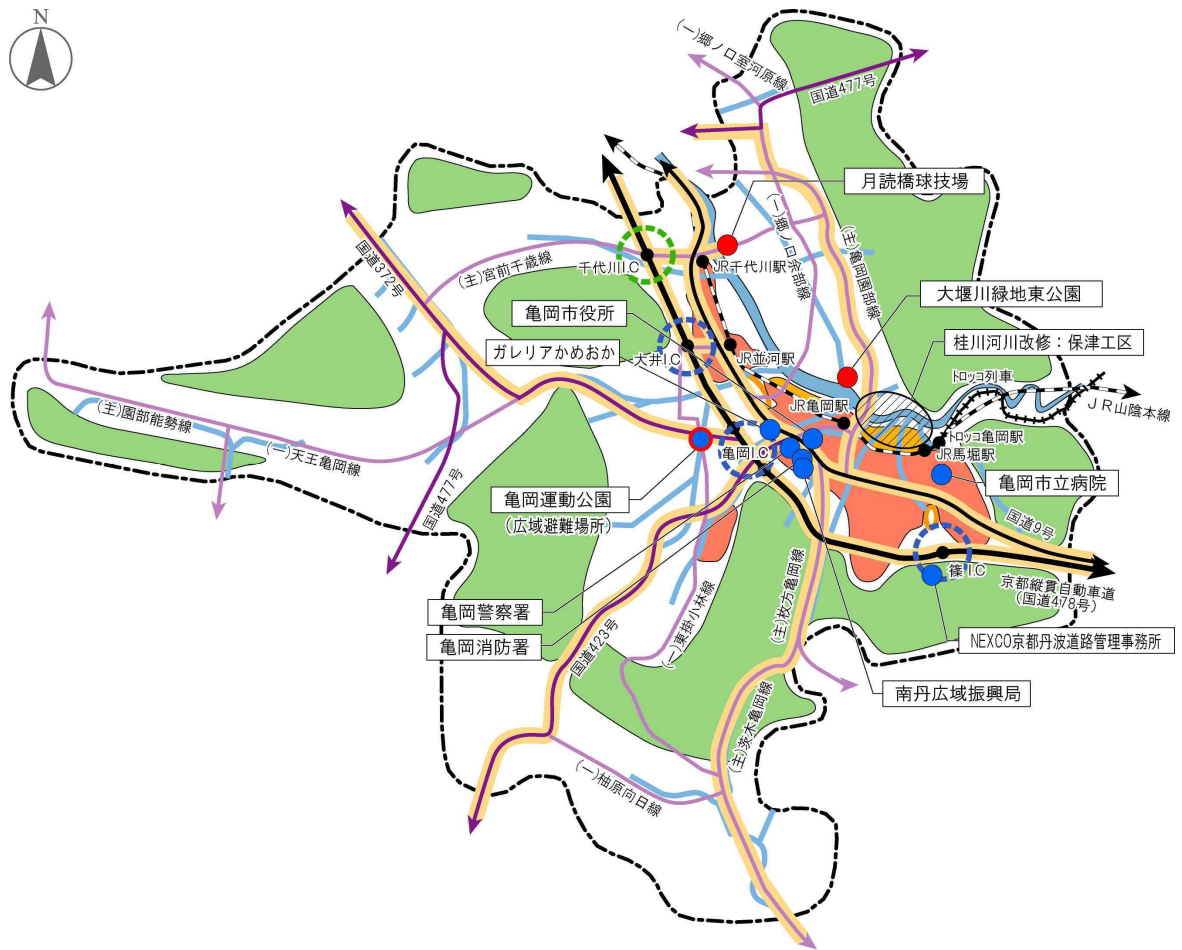 N
(一)郷ノ口室河原線
国道477号
月読橋球技場
(一)郷ノ口余部線
(主)亀岡園部線
国道372号
(主)宮前千歳線
千代川I.C
JR千代川駅
大堰川緑地東公園
亀岡市役所
桂川河川改修:保津工区
ガレリアかめおか
大井I.C
JR並河駅
トロッコ列車
JR山陰本線
(主)園部能勢線
(一)天王亀岡線
JR亀岡駅
トロッコ亀岡駅
JR馬堀駅
亀岡I.C
亀岡市立病院
亀岡運動公園
(広域避難場所)
国道477号
国道9号
篠I.C
京都縦貫自動車道
(国道478号)
亀岡警察署
亀岡消防署
国道423号
(一)東掛小林線
(主)枚方亀岡線
NEXCO京都丹波道路管理事務所
南丹広域振興局
(主)茨木亀岡線
(一)柚原向日線